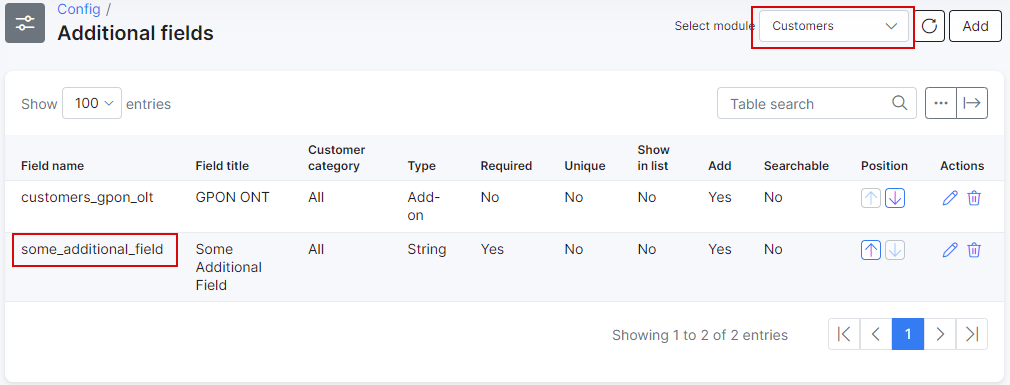 Config /
Additional fields
Select module
Customers
Add
Show 100 entries
Table search
Field name Field title Customer category Type Required Unique Show in list Add Searchable Position Actions
customers_gpon_olt GPON ONT All Add-on No No No Yes No
some_additional_field Some Additional Field All String Yes No No Yes No
Showing 1 to 2 of 2 entries
1